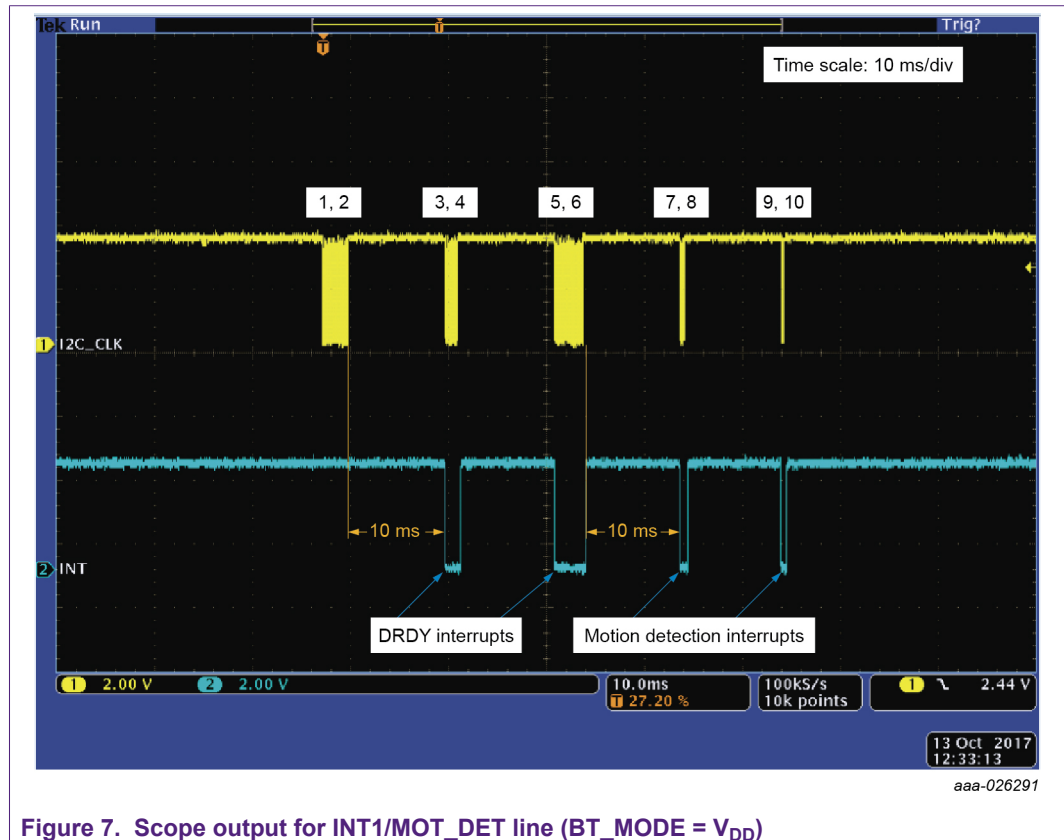 Tek Run Trig?
T T
Time scale: 10 ms/div
1, 2 3, 4 5, 6 7, 8 9, 10
1 I2C_CLK
10 ms 10 ms
2 INT
DRDY interrupts Motion detection interrupts
1 2.00 V 2 2.00 V 10.0ms 100kS/s 1 2.44 V
T 27.20 % 10k points
13 Oct 2017
12:33:13
aaa-026291
Figure 7. Scope output for INT1/MOT_DET line (BT_MODE = VDD)